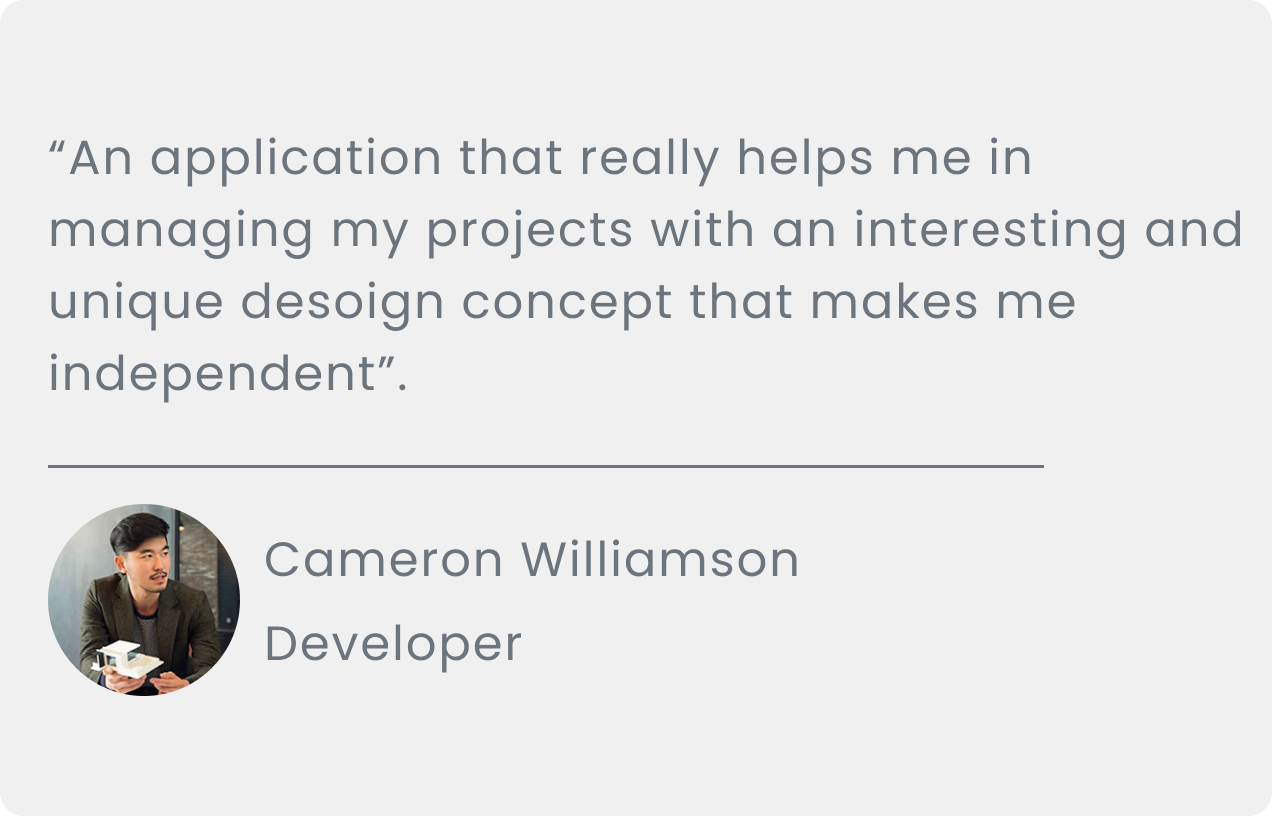 “An application that really helps me in
managing my projects with an interesting and
unique desoign concept that makes me
independent”.
Cameron Williamson
Developer